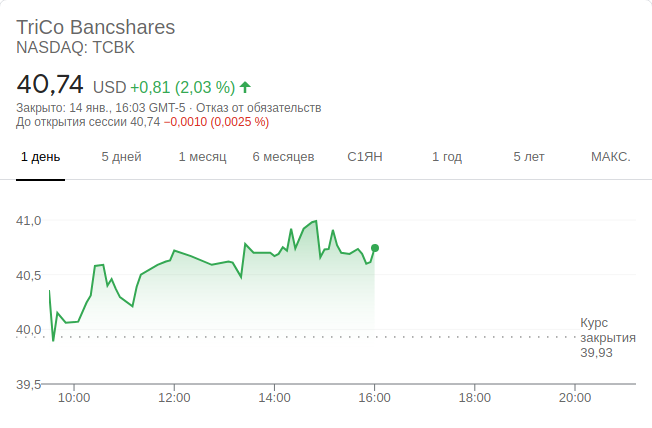 TriCo Bancshares
NASDAQ: TCBK
40,74 USD +0,81 (2,03 %)
Закрыто: 14 янв., 16:03 GMT-5 · Отказ от обязательств
До открытия сессии 40,74 −0,0010 (0,0025 %)
1 день 5 дней 1 месяц 6 месяцев С1ЯН 1 год 5 лет МАКС.
41,0
40,5
40,0
Курс
закрытия
39,93
39,5
10:00 12:00 14:00 16:00 18:00 20:00